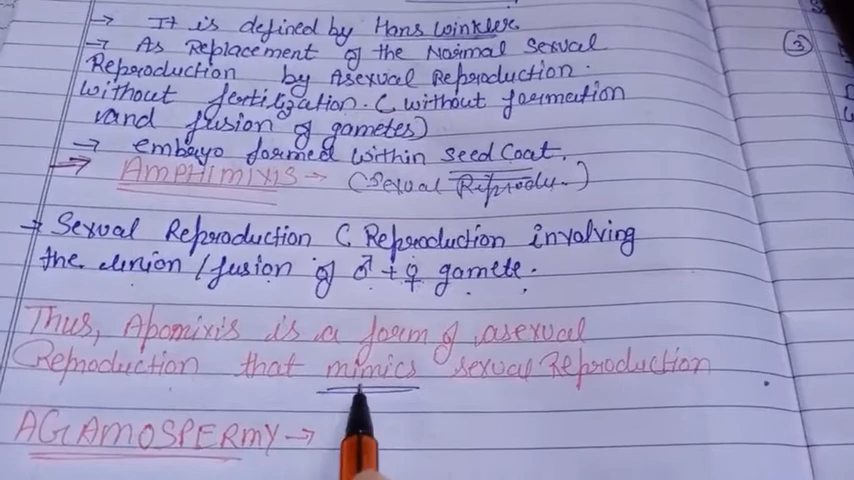 → It is defined by Hans Winkler
→ As Replacement of the Normal Sexual
Reproduction by Asexual Reproduction.
without fertilization. ( without formation
and fusion of gametes)
→ embryo formed within seed Coat.
→ AMPHIMIXIS → (Sexual Reprodu..)
→ Sexual Reproduction ( Reproduction involving
the union / fusion of ♂ + ♀ gamete.
Thus, Apomixis is a form of asexual
Reproduction that mimics sexual Reproduction
AGAMOSPERMY →
3